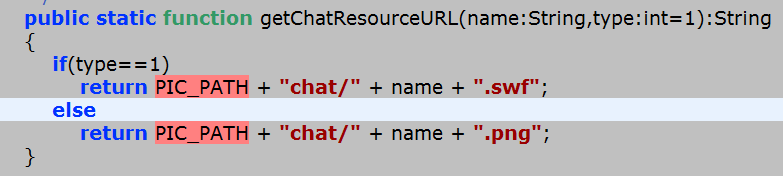 public static function getChatResourceURL(name:String,type:int=1):String
{
if(type==1)
return PIC_PATH + "chat/" + name + ".swf";
else
return PIC_PATH + "chat/" + name + ".png";
}